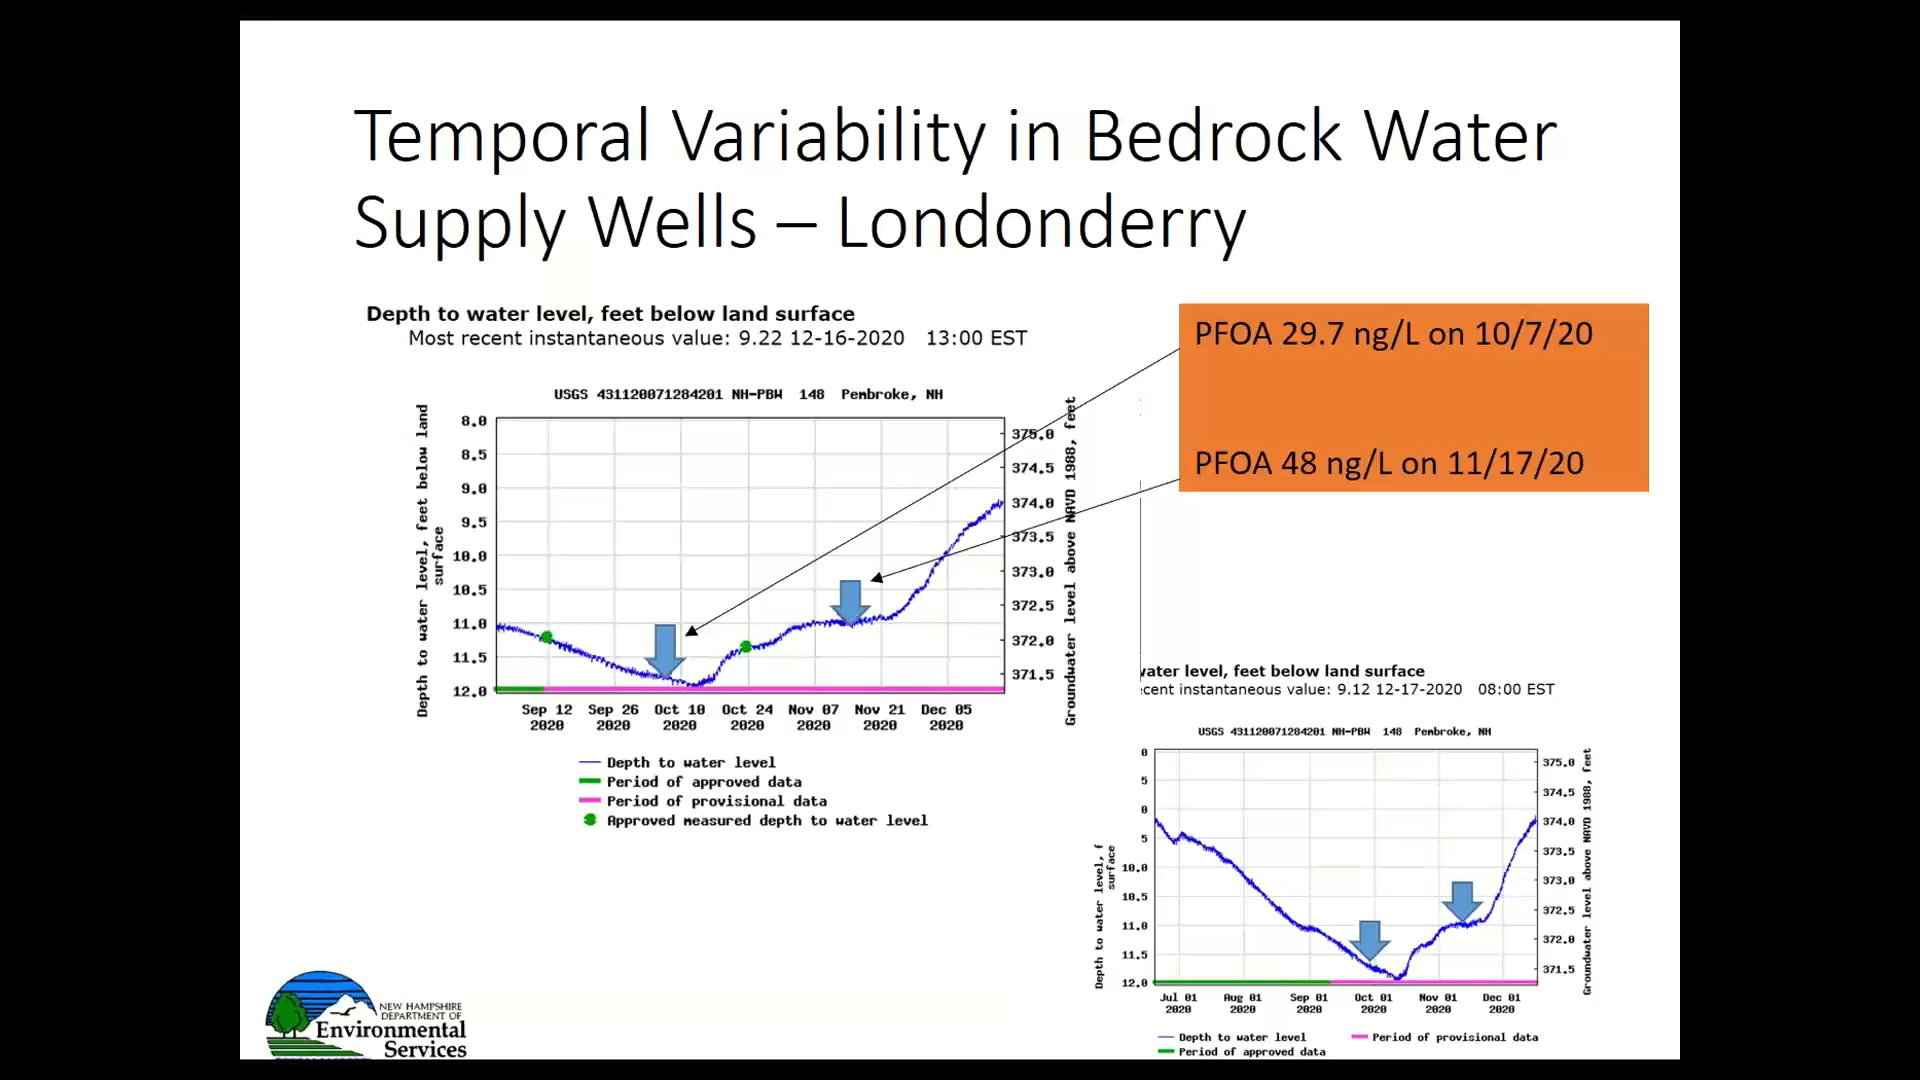 Temporal Variability in Bedrock Water
Supply Wells – Londonderry
Depth to water level, feet below land surface
Most recent instantaneous value: 9.22 12-16-2020 13:00 EST
PFOA 29.7 ng/L on 10/7/20
PFOA 48 ng/L on 11/17/20
USGS 431120071284201 NH-PBW 148 Pembroke, NH
Depth to water level, feet below land
surface
8.0
8.5
9.0
9.5
10.0
10.5
11.0
11.5
12.0
375.0
374.5
374.0
373.5
373.0
372.5
372.0
371.5
Groundwater level above NAVD 1988, feet
Sep 12 Sep 26 Oct 10 Oct 24 Nov 07 Nov 21 Dec 05
2020 2020 2020 2020 2020 2020 2020
Depth to water level
Period of approved data
Period of provisional data
Approved measured depth to water level
water level, feet below land surface
cent instantaneous value: 9.12 12-17-2020 08:00 EST
USGS 431120071284201 NH-PBW 148 Pembroke, NH
Depth to water level, f
surface
0
5
0
5
10.0
10.5
11.0
11.5
12.0
375.0
374.5
374.0
373.5
373.0
372.5
372.0
371.5
Groundwater level above NAVD 1988, feet
Jul 01 Aug 01 Sep 01 Oct 01 Nov 01 Dec 01
2020 2020 2020 2020 2020 2020
Depth to water level Period of provisional data
Period of approved data
NEW HAMPSHIRE
DEPARTMENT OF
Environmental
Services